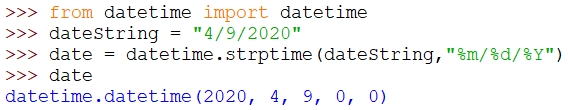 >>> from datetime import datetime
>>> dateString = "4/9/2020"
>>> date = datetime.strptime(dateString,"%m/%d/%Y")
>>> date
datetime.datetime(2020, 4, 9, 0, 0)